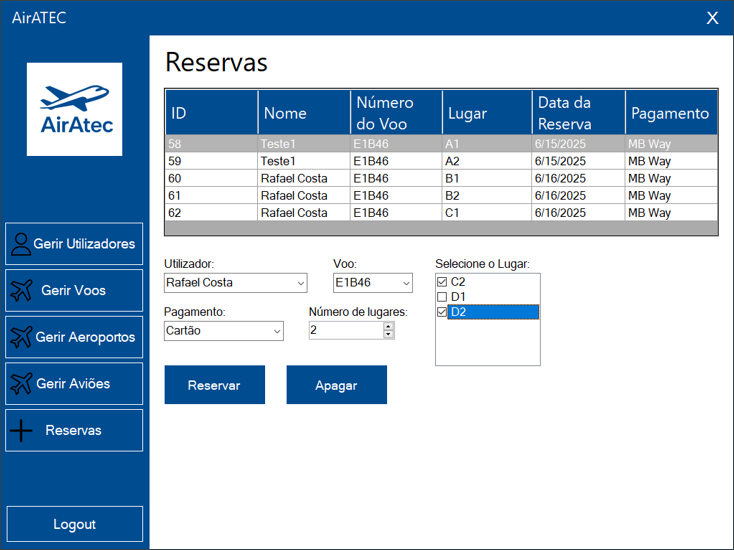 AirATEC
X
AirAtec
Gerir Utilizadores
Gerir Voos
Gerir Aeroportos
Gerir Aviões
Reservas
Logout
Reservas
ID Nome Número do Voo Lugar Data da Reserva Pagamento
58 Teste1 E1B46 A1 6/15/2025 MB Way
59 Teste1 E1B46 A2 6/15/2025 MB Way
60 Rafael Costa E1B46 B1 6/16/2025 MB Way
61 Rafael Costa E1B46 B2 6/16/2025 MB Way
62 Rafael Costa E1B46 C1 6/16/2025 MB Way
Utilizador: Voo: Selecione o Lugar:
Rafael Costa E1B46 C2
D1
Pagamento: Número de lugares: D2
Cartão 2
Reservar Apagar